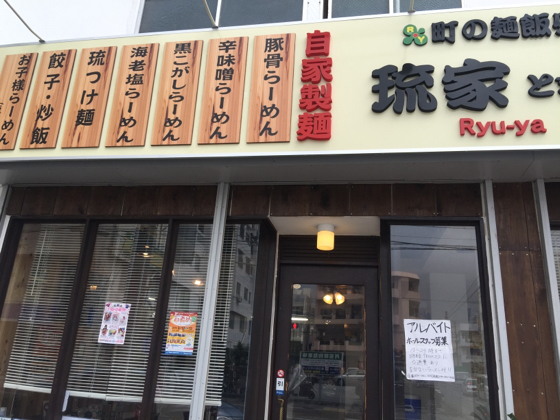 町の麺飯
琉家
Ryu-ya
自家製麺
豚骨らーめん
辛味噌らーめん
黒こがしらーめん
海老塩らーめん
琉つけ麺
餃子・炒飯
お子様らーめん
アルバイト
ホールスタッフ募集